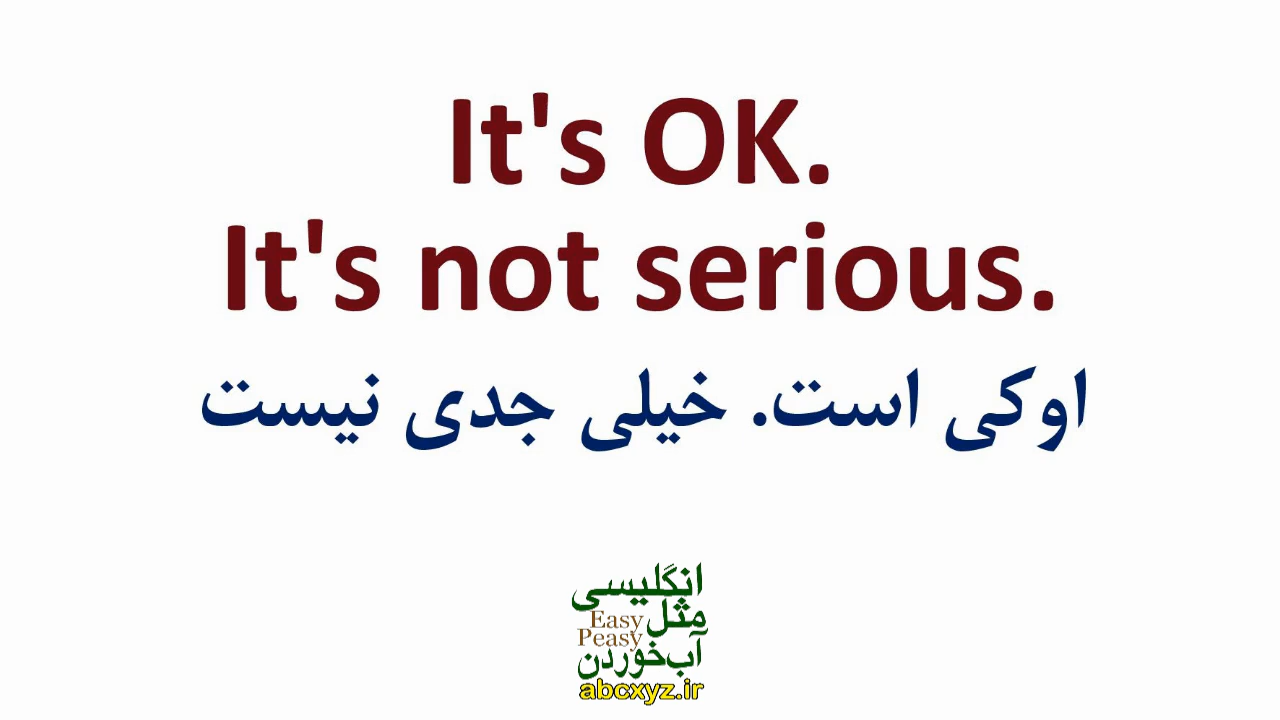 It's OK.
It's not serious.
اوکی است. خیلی جدی نیست
انگلیسی
مثل
Easy
Peasy
آب‌خوردن
abcxyz.ir